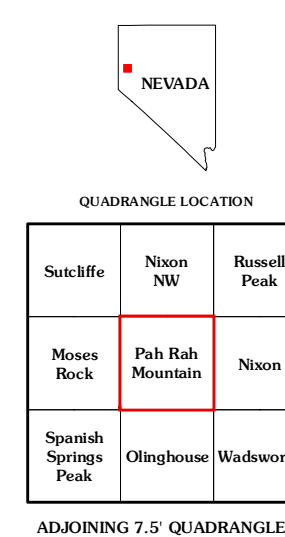 NEVADA
QUADRANGLE LOCATION
Sutcliffe
Nixon
NW
Russell
Peak
Moses
Rock
Pah Rah
Mountain
Nixon
Spanish
Springs
Peak
Olinghouse
Wadswor
ADJOINING 7.5' QUADRANGLE